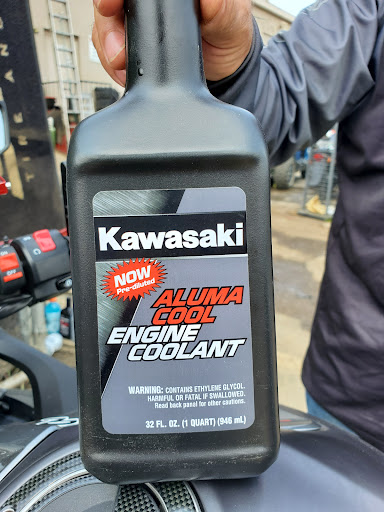 Kawasaki
NOW
Pre-diluted
ALUMA
COOL
ENGINE
COOLANT
WARNING: CONTAINS ETHYLENE GLYCOL.
HARMFUL OR FATAL IF SWALLOWED.
Read back panel for other cautions.
32 FL. OZ. (1 QUART) (946 mL)